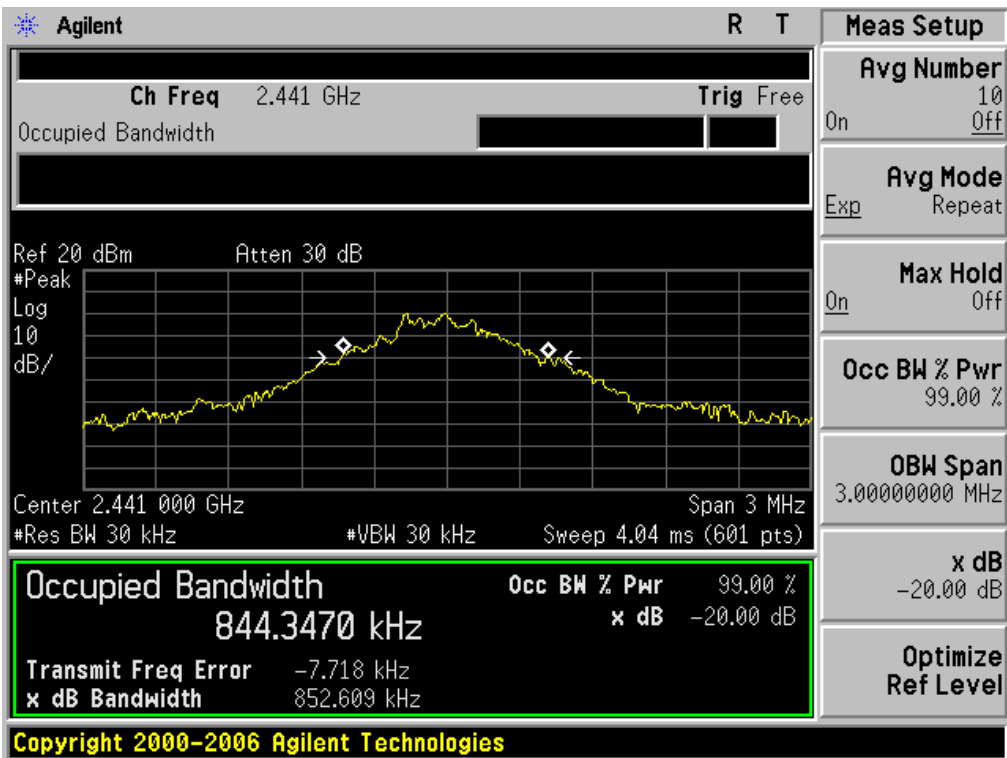 Agilent R T Meas Setup
Ch Freq 2.441 GHz Trig Free
Occupied Bandwidth
Avg Number
10
On Off
Avg Mode
Exp Repeat
Max Hold
On Off
Occ BW % Pwr
99.00 %
OBW Span
3.00000000 MHz
x dB
-20.00 dB
Optimize
Ref Level
Ref 20 dBm Atten 30 dB
#Peak
Log
10
dB/
Center 2.441 000 GHz Span 3 MHz
#Res BW 30 kHz #VBW 30 kHz Sweep 4.04 ms (601 pts)
Occupied Bandwidth Occ BW % Pwr 99.00 %
844.3470 kHz x dB -20.00 dB
Transmit Freq Error -7.718 kHz
x dB Bandwidth 852.609 kHz
Copyright 2000-2006 Agilent Technologies